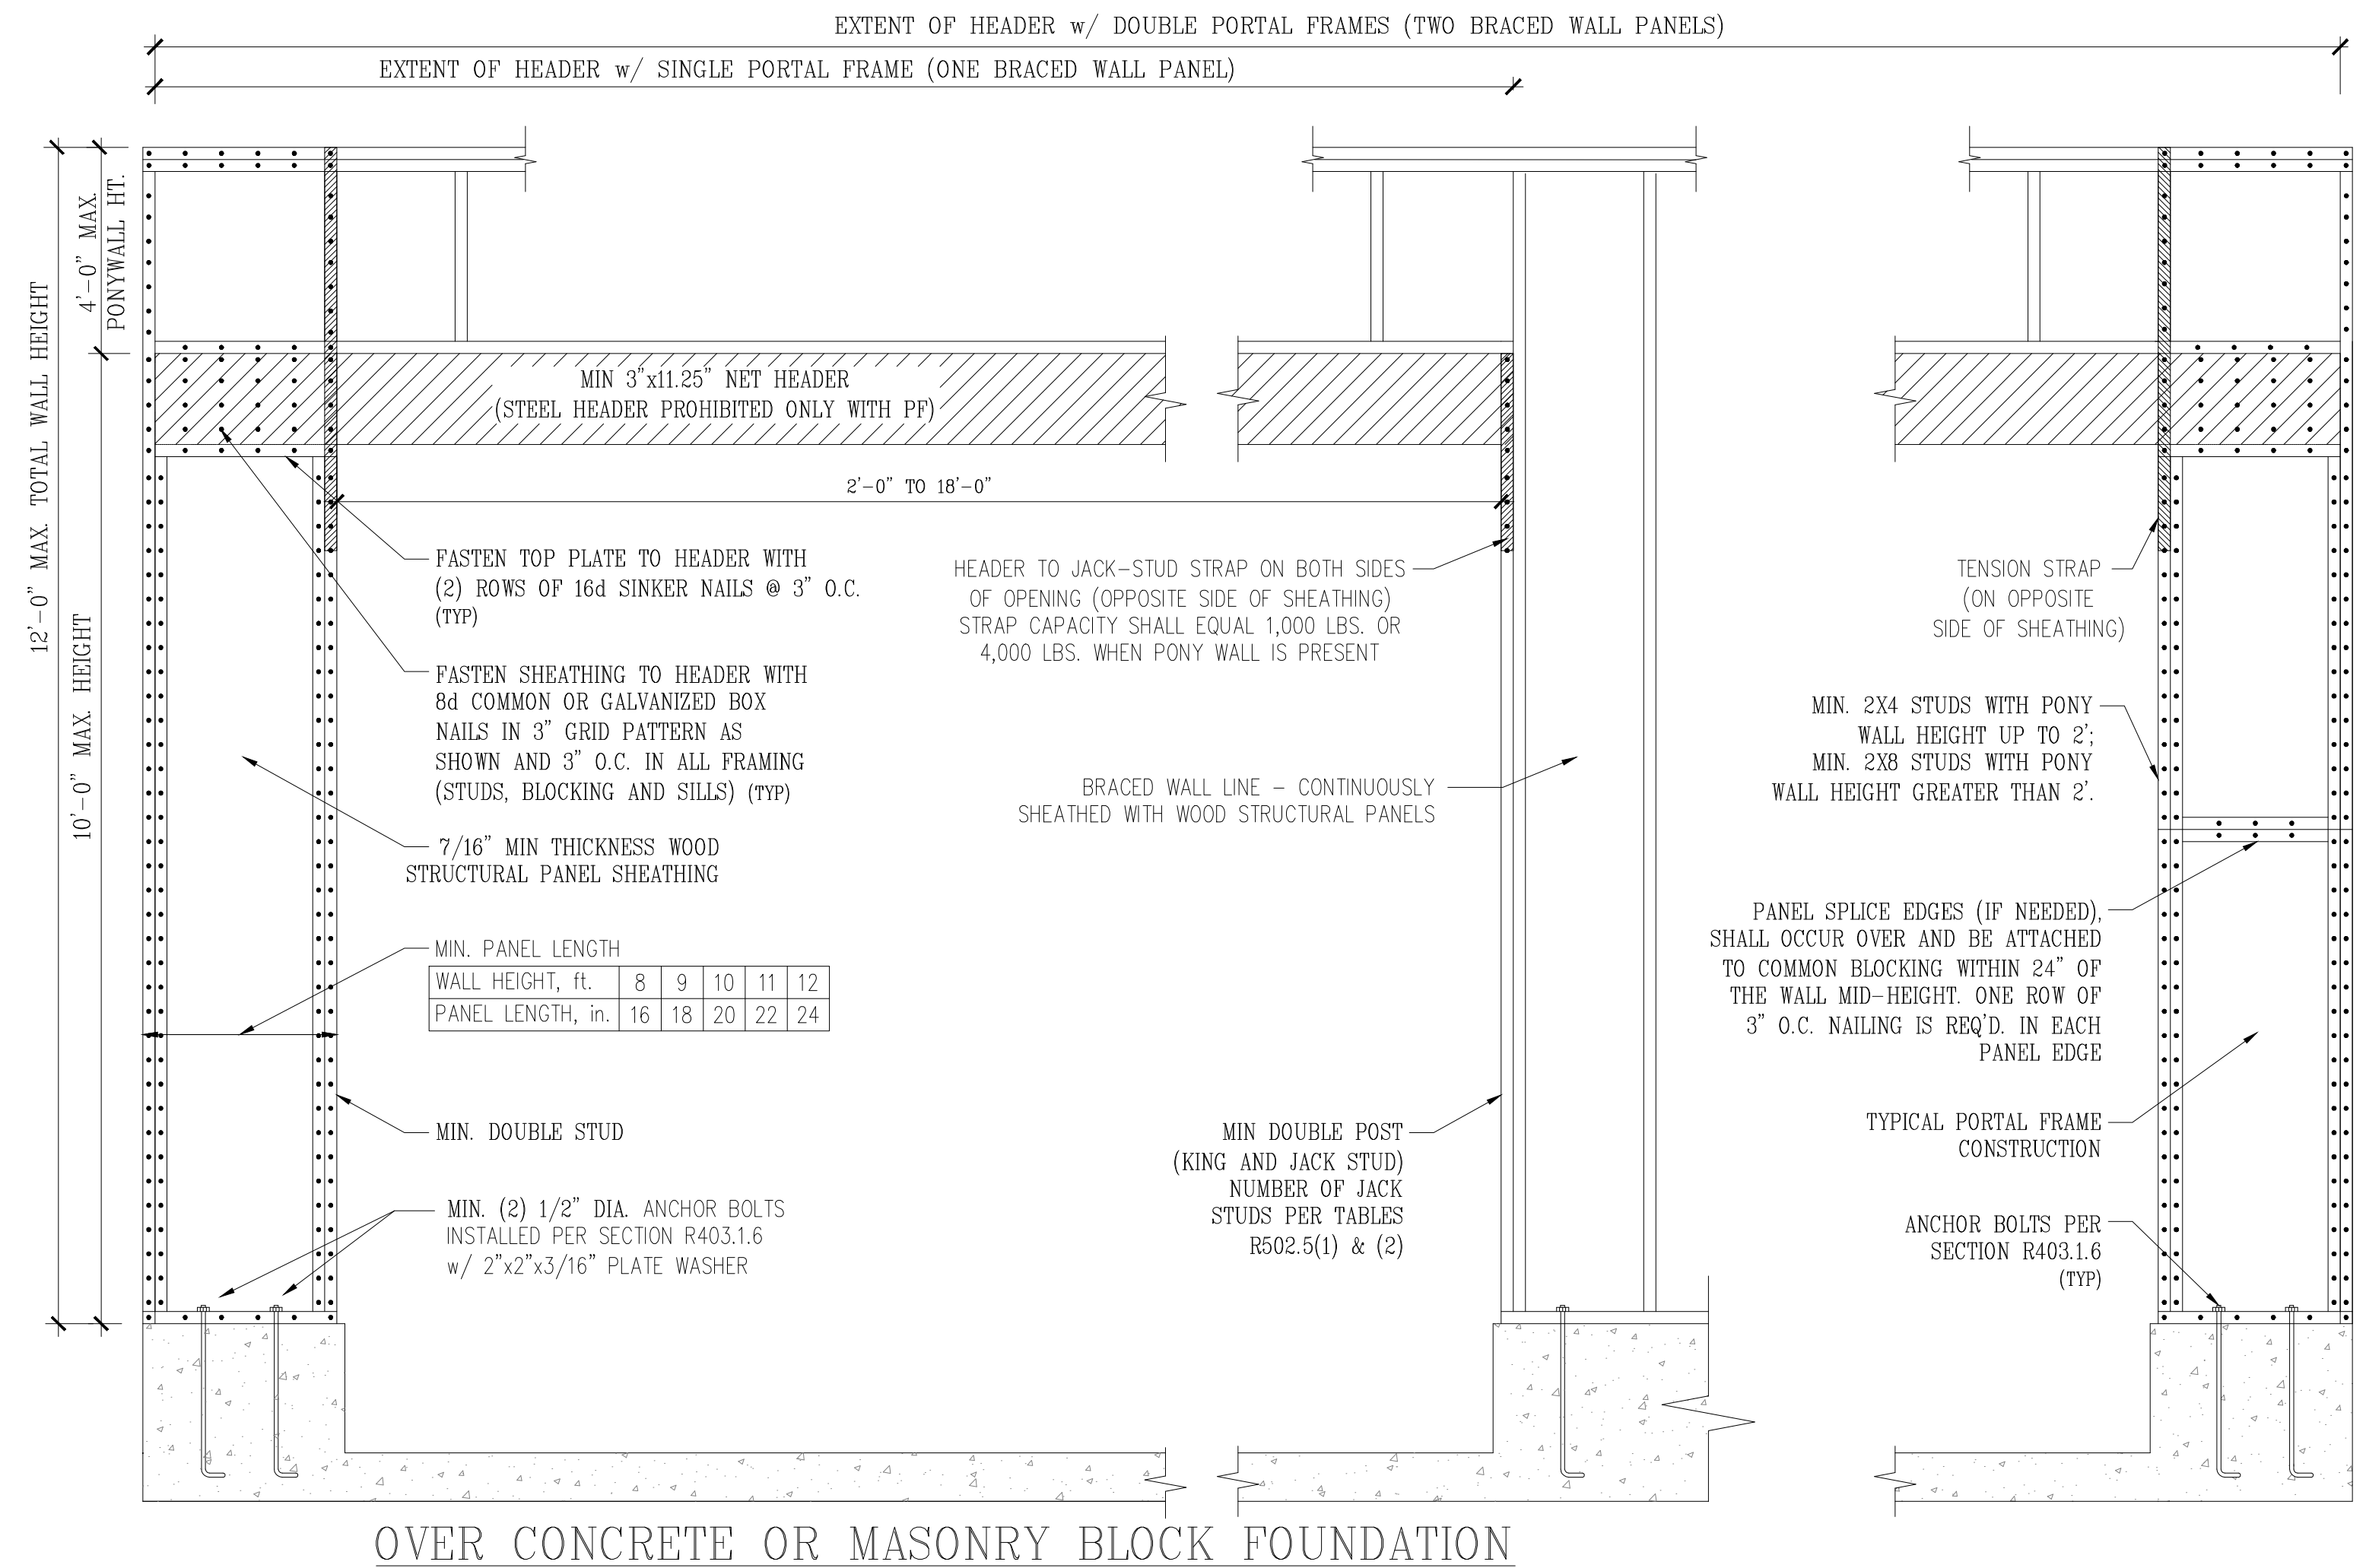 EXTENT OF HEADER w/ DOUBLE PORTAL FRAMES (TWO BRACED WALL PANELS)
EXTENT OF HEADER w/ SINGLE PORTAL FRAME (ONE BRACED WALL PANEL)
12'-0" MAX. TOTAL WALL HEIGHT
10'-0" MAX. HEIGHT
4'-0" MAX.
PONYWALL HT.
MIN 3"x11.25" NET HEADER
(STEEL HEADER PROHIBITED ONLY WITH PF)
2'-0" TO 18'-0"
FASTEN TOP PLATE TO HEADER WITH
(2) ROWS OF 16d SINKER NAILS @ 3" O.C.
(TYP)
FASTEN SHEATHING TO HEADER WITH
8d COMMON OR GALVANIZED BOX
NAILS IN 3" GRID PATTERN AS
SHOWN AND 3" O.C. IN ALL FRAMING
(STUDS, BLOCKING AND SILLS) (TYP)
7/16" MIN THICKNESS WOOD
STRUCTURAL PANEL SHEATHING
MIN. PANEL LENGTH
WALL HEIGHT, ft. 8 9 10 11 12
PANEL LENGTH, in. 16 18 20 22 24
MIN. DOUBLE STUD
MIN. (2) 1/2" DIA. ANCHOR BOLTS
INSTALLED PER SECTION R403.1.6
w/ 2"x2"x3/16" PLATE WASHER
HEADER TO JACK-STUD STRAP ON BOTH SIDES
OF OPENING (OPPOSITE SIDE OF SHEATHING)
STRAP CAPACITY SHALL EQUAL 1,000 LBS. OR
4,000 LBS. WHEN PONY WALL IS PRESENT
BRACED WALL LINE - CONTINUOUSLY
SHEATHED WITH WOOD STRUCTURAL PANELS
MIN DOUBLE POST
(KING AND JACK STUD)
NUMBER OF JACK
STUDS PER TABLES
R502.5(1) & (2)
TENSION STRAP
(ON OPPOSITE
SIDE OF SHEATHING)
MIN. 2X4 STUDS WITH PONY
WALL HEIGHT UP TO 2';
MIN. 2X8 STUDS WITH PONY
WALL HEIGHT GREATER THAN 2'.
PANEL SPLICE EDGES (IF NEEDED),
SHALL OCCUR OVER AND BE ATTACHED
TO COMMON BLOCKING WITHIN 24" OF
THE WALL MID-HEIGHT. ONE ROW OF
3" O.C. NAILING IS REQ'D. IN EACH
PANEL EDGE
TYPICAL PORTAL FRAME
CONSTRUCTION
ANCHOR BOLTS PER
SECTION R403.1.6
(TYP)
OVER CONCRETE OR MASONRY BLOCK FOUNDATION